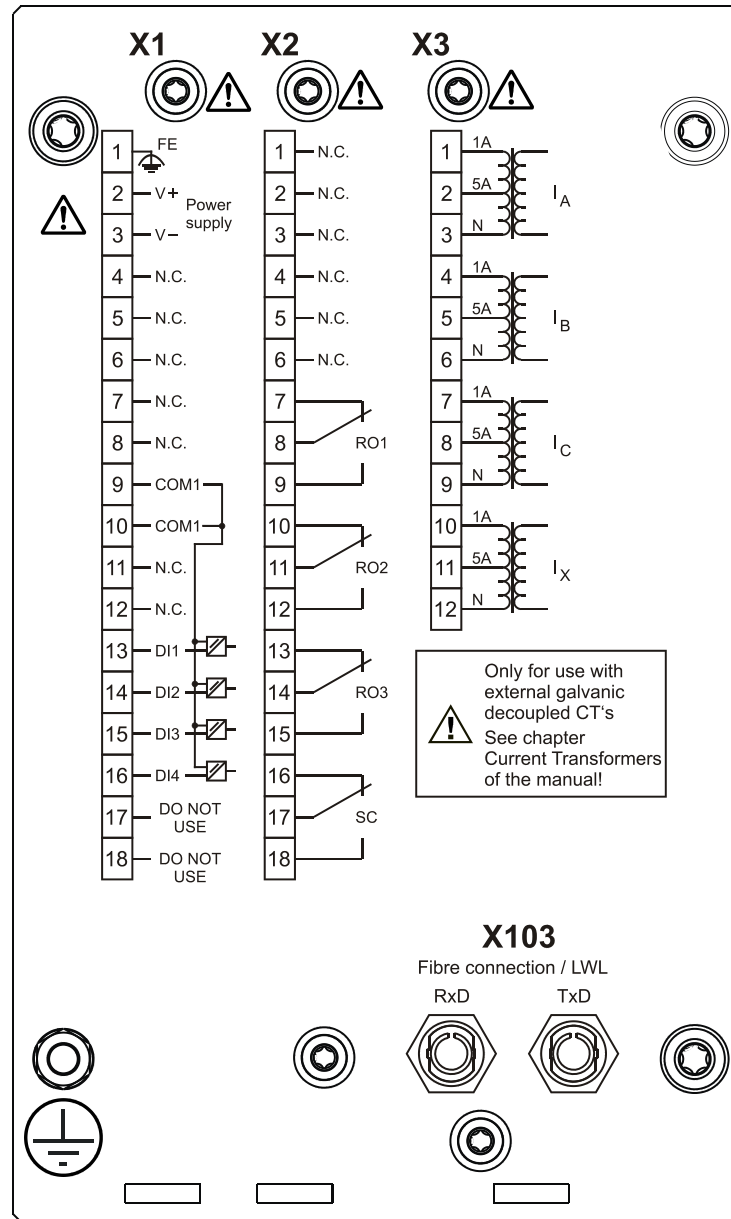 X1 X2 X3
1 FE
2 V+
Power
supply
3 V–
4 N.C.
5 N.C.
6 N.C.
7 N.C.
8 N.C.
9 COM1
10 COM1
11 N.C.
12 N.C.
13 DI1
14 DI2
15 DI3
16 DI4
17 DO NOT
USE
18 DO NOT
USE
1 N.C.
2 N.C.
3 N.C.
4 N.C.
5 N.C.
6 N.C.
7
8 RO1
9
10
11 RO2
12
13
14 RO3
15
16
17 SC
18
1 1A
2 5A IA
3 N
4 1A
5 5A IB
6 N
7 1A
8 5A IC
9 N
10 1A
11 5A IX
12 N
Only for use with
external galvanic
decoupled CT‘s
See chapter
Current Transformers
of the manual!
X103
Fibre connection / LWL
RxD TxD